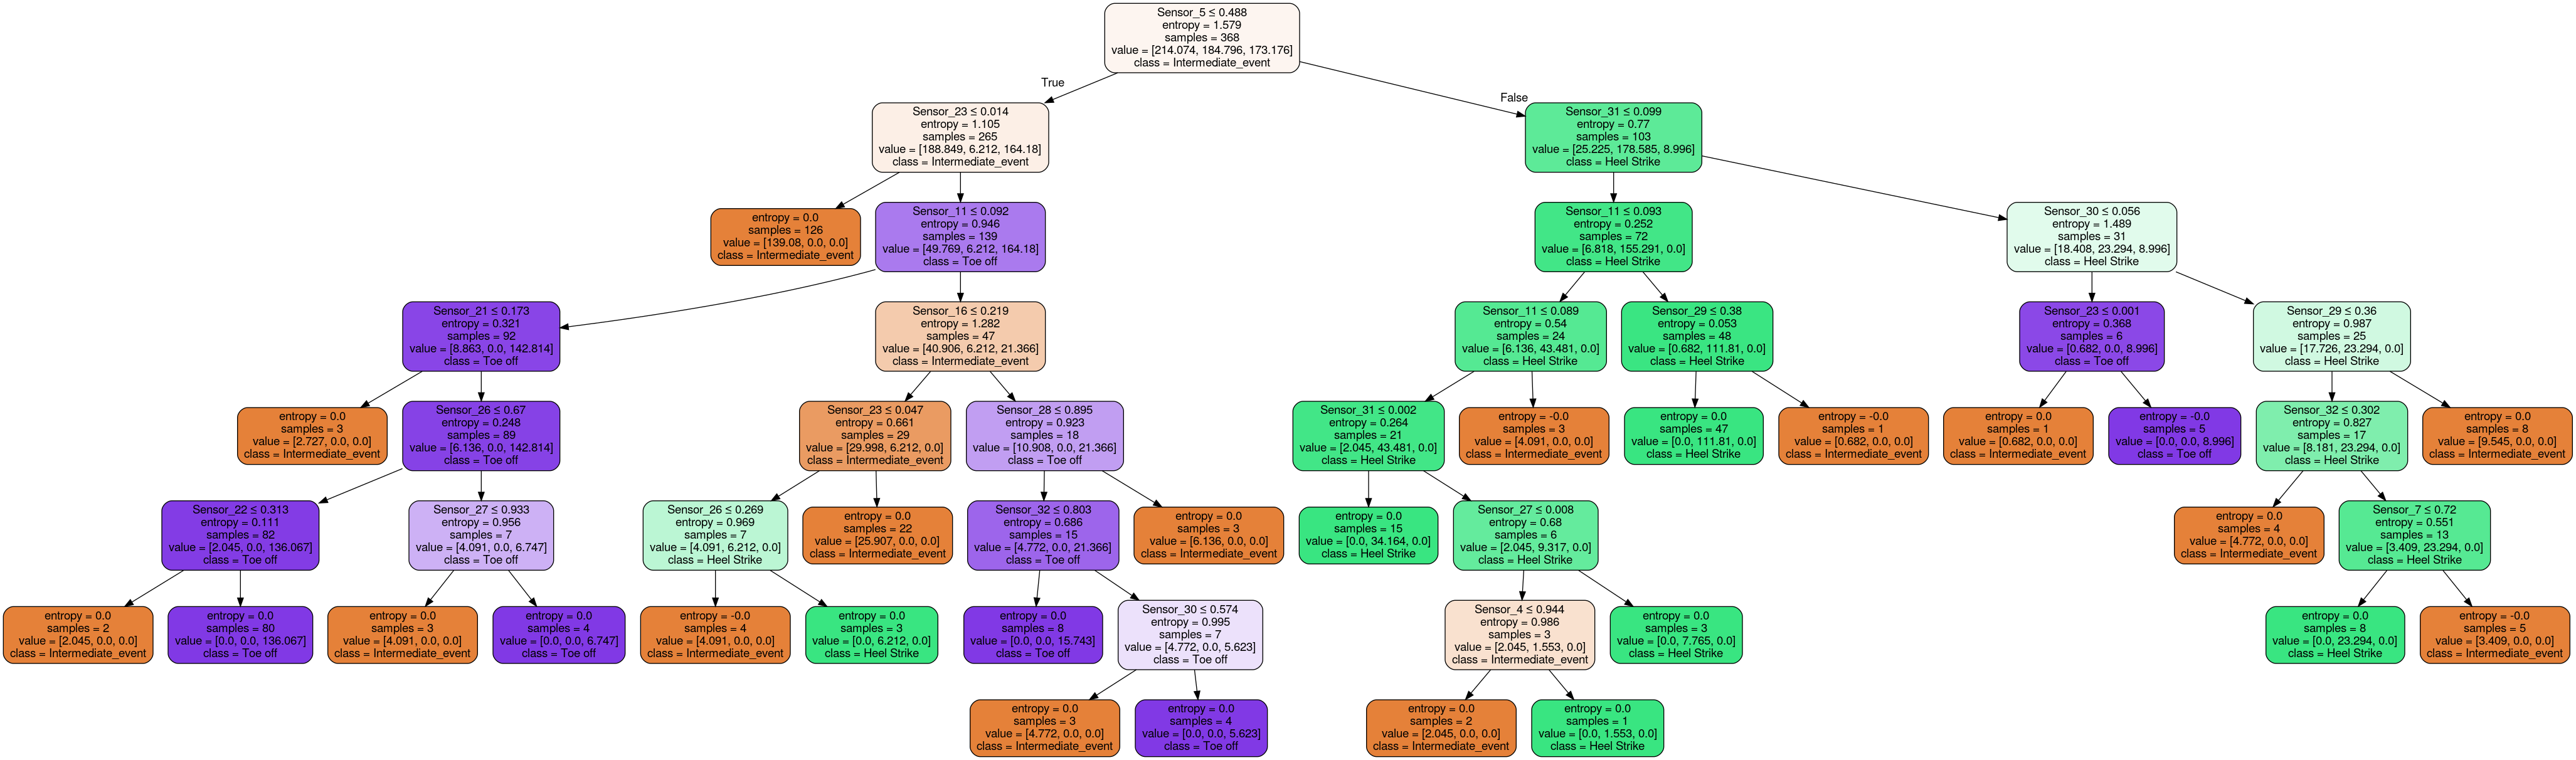 Sensor_5 ≤ 0.488
entropy = 1.579
samples = 368
value = [214.074, 184.796, 173.176]
class = Intermediate_event
True
False
Sensor_23 ≤ 0.014
entropy = 1.105
samples = 265
value = [188.849, 6.212, 164.18]
class = Intermediate_event
Sensor_31 ≤ 0.099
entropy = 0.77
samples = 103
value = [25.225, 178.585, 8.996]
class = Heel Strike
entropy = 0.0
samples = 126
value = [139.08, 0.0, 0.0]
class = Intermediate_event
Sensor_11 ≤ 0.092
entropy = 0.946
samples = 139
value = [49.769, 6.212, 164.18]
class = Toe off
Sensor_11 ≤ 0.093
entropy = 0.252
samples = 72
value = [6.818, 155.291, 0.0]
class = Heel Strike
Sensor_30 ≤ 0.056
entropy = 1.489
samples = 31
value = [18.408, 23.294, 8.996]
class = Heel Strike
Sensor_21 ≤ 0.173
entropy = 0.321
samples = 92
value = [8.863, 0.0, 142.814]
class = Toe off
Sensor_16 ≤ 0.219
entropy = 1.282
samples = 47
value = [40.906, 6.212, 21.366]
class = Intermediate_event
Sensor_11 ≤ 0.089
entropy = 0.54
samples = 24
value = [6.136, 43.481, 0.0]
class = Heel Strike
Sensor_29 ≤ 0.38
entropy = 0.053
samples = 48
value = [0.682, 111.81, 0.0]
class = Heel Strike
Sensor_23 ≤ 0.001
entropy = 0.368
samples = 6
value = [0.682, 0.0, 8.996]
class = Toe off
Sensor_29 ≤ 0.36
entropy = 0.987
samples = 25
value = [17.726, 23.294, 0.0]
class = Heel Strike
entropy = 0.0
samples = 3
value = [2.727, 0.0, 0.0]
class = Intermediate_event
Sensor_26 ≤ 0.67
entropy = 0.248
samples = 89
value = [6.136, 0.0, 142.814]
class = Toe off
Sensor_23 ≤ 0.047
entropy = 0.661
samples = 29
value = [29.998, 6.212, 0.0]
class = Intermediate_event
Sensor_28 ≤ 0.895
entropy = 0.923
samples = 18
value = [10.908, 0.0, 21.366]
class = Toe off
Sensor_31 ≤ 0.002
entropy = 0.264
samples = 21
value = [2.045, 43.481, 0.0]
class = Heel Strike
entropy = -0.0
samples = 3
value = [4.091, 0.0, 0.0]
class = Intermediate_event
entropy = 0.0
samples = 47
value = [0.0, 111.81, 0.0]
class = Heel Strike
entropy = -0.0
samples = 1
value = [0.682, 0.0, 0.0]
class = Intermediate_event
entropy = 0.0
samples = 1
value = [0.682, 0.0, 0.0]
class = Intermediate_event
entropy = -0.0
samples = 5
value = [0.0, 0.0, 8.996]
class = Toe off
Sensor_32 ≤ 0.302
entropy = 0.827
samples = 17
value = [8.181, 23.294, 0.0]
class = Heel Strike
entropy = 0.0
samples = 8
value = [9.545, 0.0, 0.0]
class = Intermediate_event
Sensor_22 ≤ 0.313
entropy = 0.111
samples = 82
value = [2.045, 0.0, 136.067]
class = Toe off
Sensor_27 ≤ 0.933
entropy = 0.956
samples = 7
value = [4.091, 0.0, 6.747]
class = Toe off
Sensor_26 ≤ 0.269
entropy = 0.969
samples = 7
value = [4.091, 6.212, 0.0]
class = Heel Strike
entropy = 0.0
samples = 22
value = [25.907, 0.0, 0.0]
class = Intermediate_event
Sensor_32 ≤ 0.803
entropy = 0.686
samples = 15
value = [4.772, 0.0, 21.366]
class = Toe off
entropy = 0.0
samples = 3
value = [6.136, 0.0, 0.0]
class = Intermediate_event
entropy = 0.0
samples = 15
value = [0.0, 34.164, 0.0]
class = Heel Strike
Sensor_27 ≤ 0.008
entropy = 0.68
samples = 6
value = [2.045, 9.317, 0.0]
class = Heel Strike
entropy = 0.0
samples = 4
value = [4.772, 0.0, 0.0]
class = Intermediate_event
Sensor_7 ≤ 0.72
entropy = 0.551
samples = 13
value = [3.409, 23.294, 0.0]
class = Heel Strike
entropy = 0.0
samples = 2
value = [2.045, 0.0, 0.0]
class = Intermediate_event
entropy = 0.0
samples = 80
value = [0.0, 0.0, 136.067]
class = Toe off
entropy = 0.0
samples = 3
value = [4.091, 0.0, 0.0]
class = Intermediate_event
entropy = 0.0
samples = 4
value = [0.0, 0.0, 6.747]
class = Toe off
entropy = -0.0
samples = 4
value = [4.091, 0.0, 0.0]
class = Intermediate_event
entropy = 0.0
samples = 3
value = [0.0, 6.212, 0.0]
class = Heel Strike
entropy = 0.0
samples = 8
value = [0.0, 0.0, 15.743]
class = Toe off
Sensor_30 ≤ 0.574
entropy = 0.995
samples = 7
value = [4.772, 0.0, 5.623]
class = Toe off
Sensor_4 ≤ 0.944
entropy = 0.986
samples = 3
value = [2.045, 1.553, 0.0]
class = Intermediate_event
entropy = 0.0
samples = 3
value = [0.0, 7.765, 0.0]
class = Heel Strike
entropy = 0.0
samples = 8
value = [0.0, 23.294, 0.0]
class = Heel Strike
entropy = -0.0
samples = 5
value = [3.409, 0.0, 0.0]
class = Intermediate_event
entropy = 0.0
samples = 3
value = [4.772, 0.0, 0.0]
class = Intermediate_event
entropy = 0.0
samples = 4
value = [0.0, 0.0, 5.623]
class = Toe off
entropy = 0.0
samples = 2
value = [2.045, 0.0, 0.0]
class = Intermediate_event
entropy = 0.0
samples = 1
value = [0.0, 1.553, 0.0]
class = Heel Strike